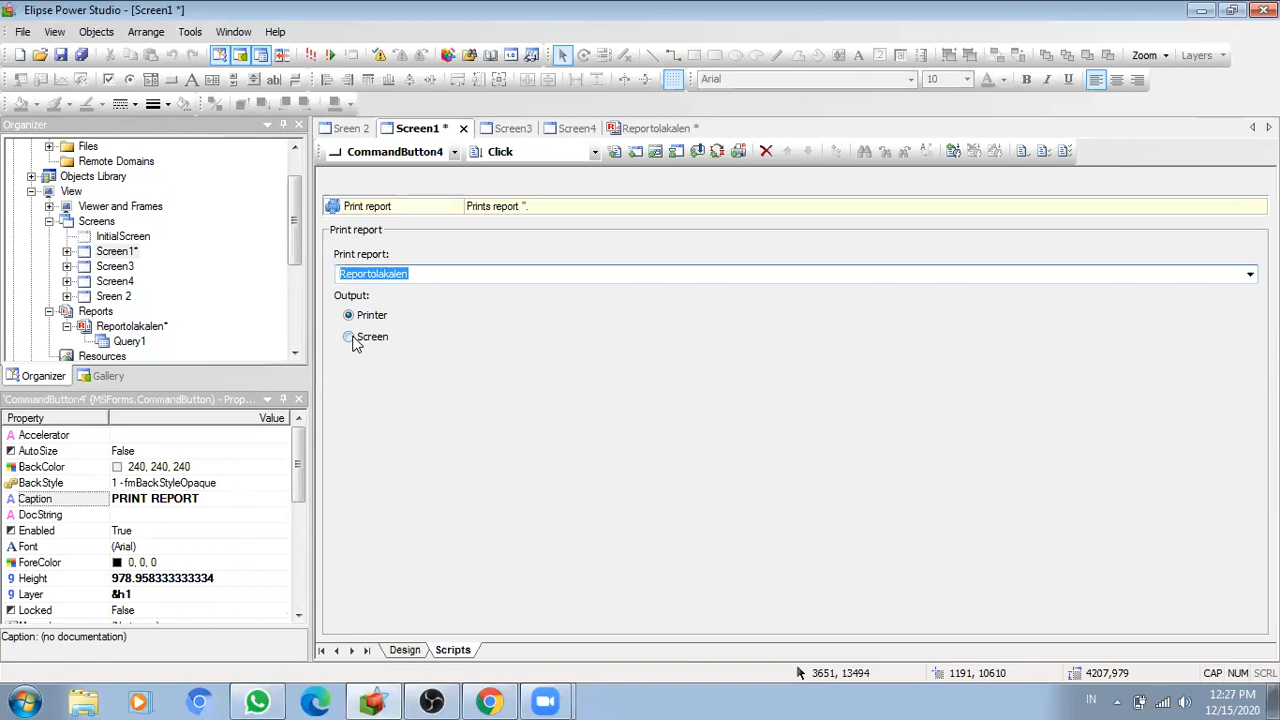 Elipse Power Studio - [Screen1 *]
File View Objects Arrange Tools Window Help
Zoom Layers
Arial 10 B I U
Organizer
Sreen 2 Screen1 * Screen3 Screen4 Reportolakalen *
Files
Remote Domains
Objects Library
View
Viewer and Frames
Screens
InitialScreen
Screen1*
Screen3
Screen4
Sreen 2
Reports
Reportolakalen*
Query1
Resources
Organizer Gallery
CommandButton4 Click
Print report Prints report ''.
Print report
Print report:
Reportolakalen
Output:
Printer
Screen
'CommandButton4' (MSForms.CommandButton) - Prop...
Property Value
Accelerator
AutoSize False
BackColor 240, 240, 240
BackStyle 1 - fmBackStyleOpaque
Caption PRINT REPORT
DocString
Enabled True
Font (Arial)
ForeColor 0, 0, 0
Height 978.958333333334
Layer &h1
Locked False
Caption: (no documentation)
Design Scripts
3651, 13494 1191, 10610 4207,979 CAP NUM SCRL
IN 12:27 PM
12/15/2020